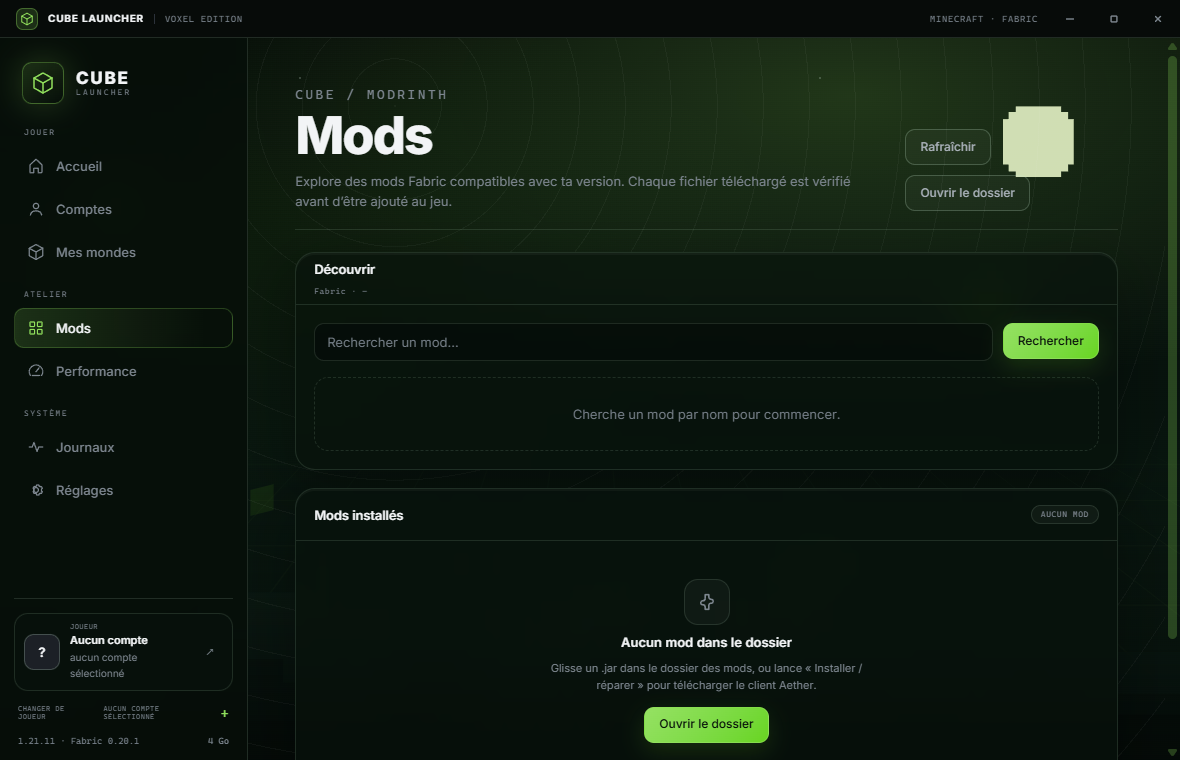 CUBE LAUNCHER
VOXEL EDITION
MINECRAFT · FABRIC
CUBE
LAUNCHER
JOUER
Accueil
Comptes
Mes mondes
ATELIER
Mods
Performance
SYSTÈME
Journaux
Réglages
?
JOUEUR
Aucun compte
aucun compte
sélectionné
↗
CHANGER DE
JOUEUR
AUCUN COMPTE
SÉLECTIONNÉ
+
1.21.11 · Fabric 0.20.1
4 Go
CUBE / MODRINTH
Mods
Explore des mods Fabric compatibles avec ta version. Chaque fichier téléchargé est vérifié
avant d’être ajouté au jeu.
Rafraîchir
Ouvrir le dossier
Découvrir
Fabric · —
Rechercher un mod…
Rechercher
Cherche un mod par nom pour commencer.
Mods installés
AUCUN MOD
Aucun mod dans le dossier
Glisse un .jar dans le dossier des mods, ou lance « Installer /
réparer » pour télécharger le client Aether.
Ouvrir le dossier